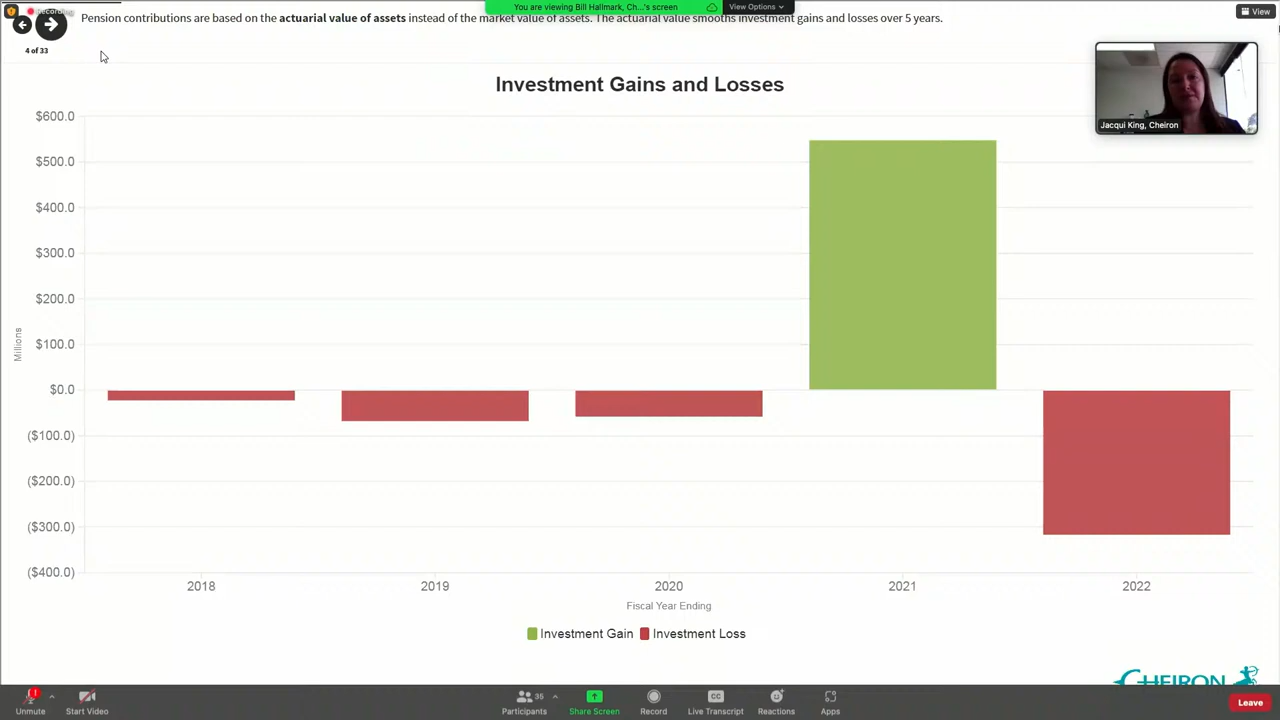 You are viewing Bill Hallmark, Ch...'s screen
View Options
View
Recording
Pension contributions are based on the actuarial value of assets instead of the market value of assets. The actuarial value smooths investment gains and losses over 5 years.
4 of 33
Jacqui King, Cheiron
Investment Gains and Losses
$600.0
$500.0
$400.0
$300.0
$200.0
$100.0
$0.0
($100.0)
($200.0)
($300.0)
($400.0)
Millions
2018 2019 2020 2021 2022
Fiscal Year Ending
Investment Gain Investment Loss
CHEIRON
Unmute
Start Video
Participants
35
Share Screen
Record
CC
Live Transcript
Reactions
Apps
Leave